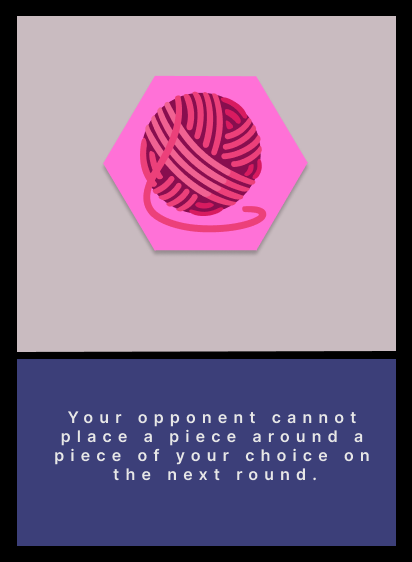 Your opponent cannot
place a piece around a
piece of your choice on
the next round.